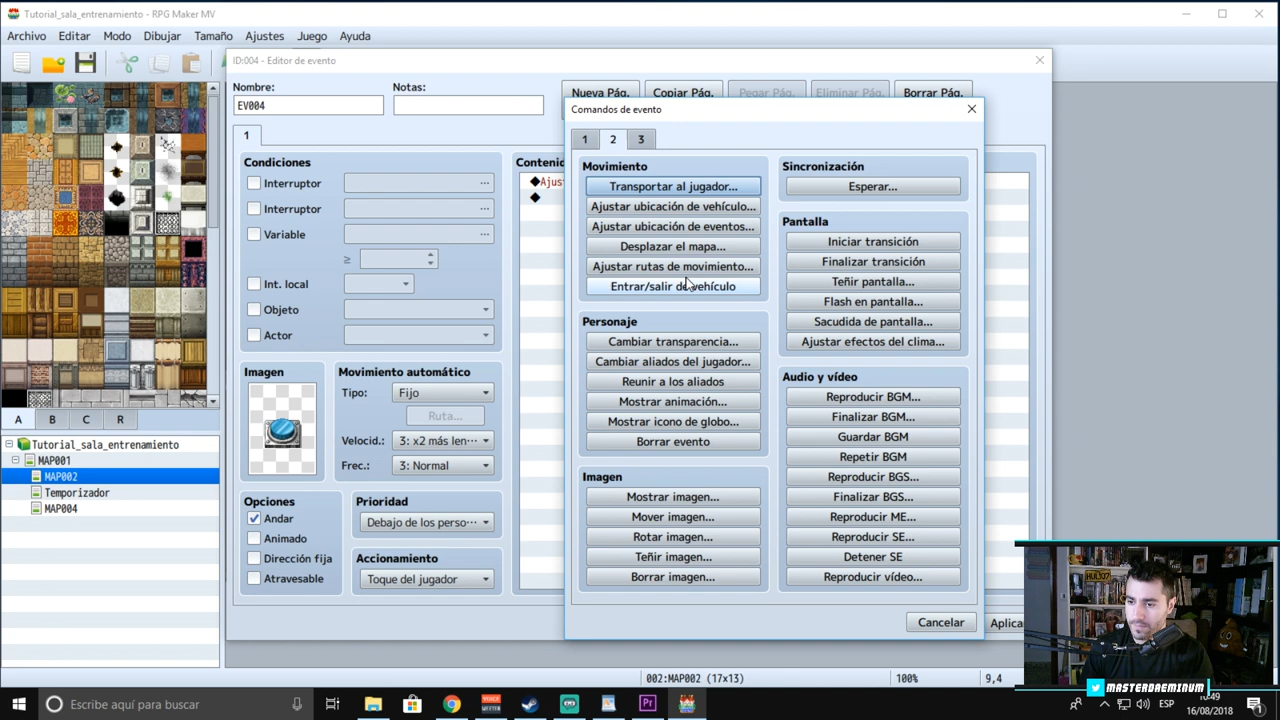 Tutorial_sala_entrenamiento - RPG Maker MV
Archivo Editar Modo Dibujar Tamaño Ajustes Juego Ayuda
ID:004 - Editor de evento
Nombre:
Notas:
EV004
Nueva Pág. Copiar Pág. Pegar Pág. Eliminar Pág. Borrar Pág.
1
Condiciones
Interruptor ...
Interruptor ...
Variable ...
≥
Int. local
Objeto
Actor
Imagen
Movimiento automático
Tipo: Fijo
Ruta...
Velocid.: 3: x2 más len···
Frec.: 3: Normal
Opciones
Andar
Animado
Dirección fija
Atravesable
Prioridad
Debajo de los perso···
Accionamiento
Toque del jugador
Contenid
◆Ajus
◆
Comandos de evento
1 2 3
Movimiento
Transportar al jugador...
Ajustar ubicación de vehículo...
Ajustar ubicación de eventos...
Desplazar el mapa...
Ajustar rutas de movimiento...
Entrar/salir de vehículo
Personaje
Cambiar transparencia...
Cambiar aliados del jugador...
Reunir a los aliados
Mostrar animación...
Mostrar icono de globo...
Borrar evento
Imagen
Mostrar imagen...
Mover imagen...
Rotar imagen...
Teñir imagen...
Borrar imagen...
Sincronización
Esperar...
Pantalla
Iniciar transición
Finalizar transición
Teñir pantalla...
Flash en pantalla...
Sacudida de pantalla...
Ajustar efectos del clima...
Audio y vídeo
Reproducir BGM...
Finalizar BGM...
Guardar BGM
Repetir BGM
Reproducir BGS...
Finalizar BGS...
Reproducir ME...
Reproducir SE...
Detener SE
Reproducir vídeo...
Cancelar
Aplica
A B C R
Tutorial_sala_entrenamiento
MAP001
MAP002
Temporizador
MAP004
002:MAP002 (17x13) 100% 9,4
MASTERDAEMINUM
Escribe aquí para buscar
Pr
ESP
:49
16/08/2018